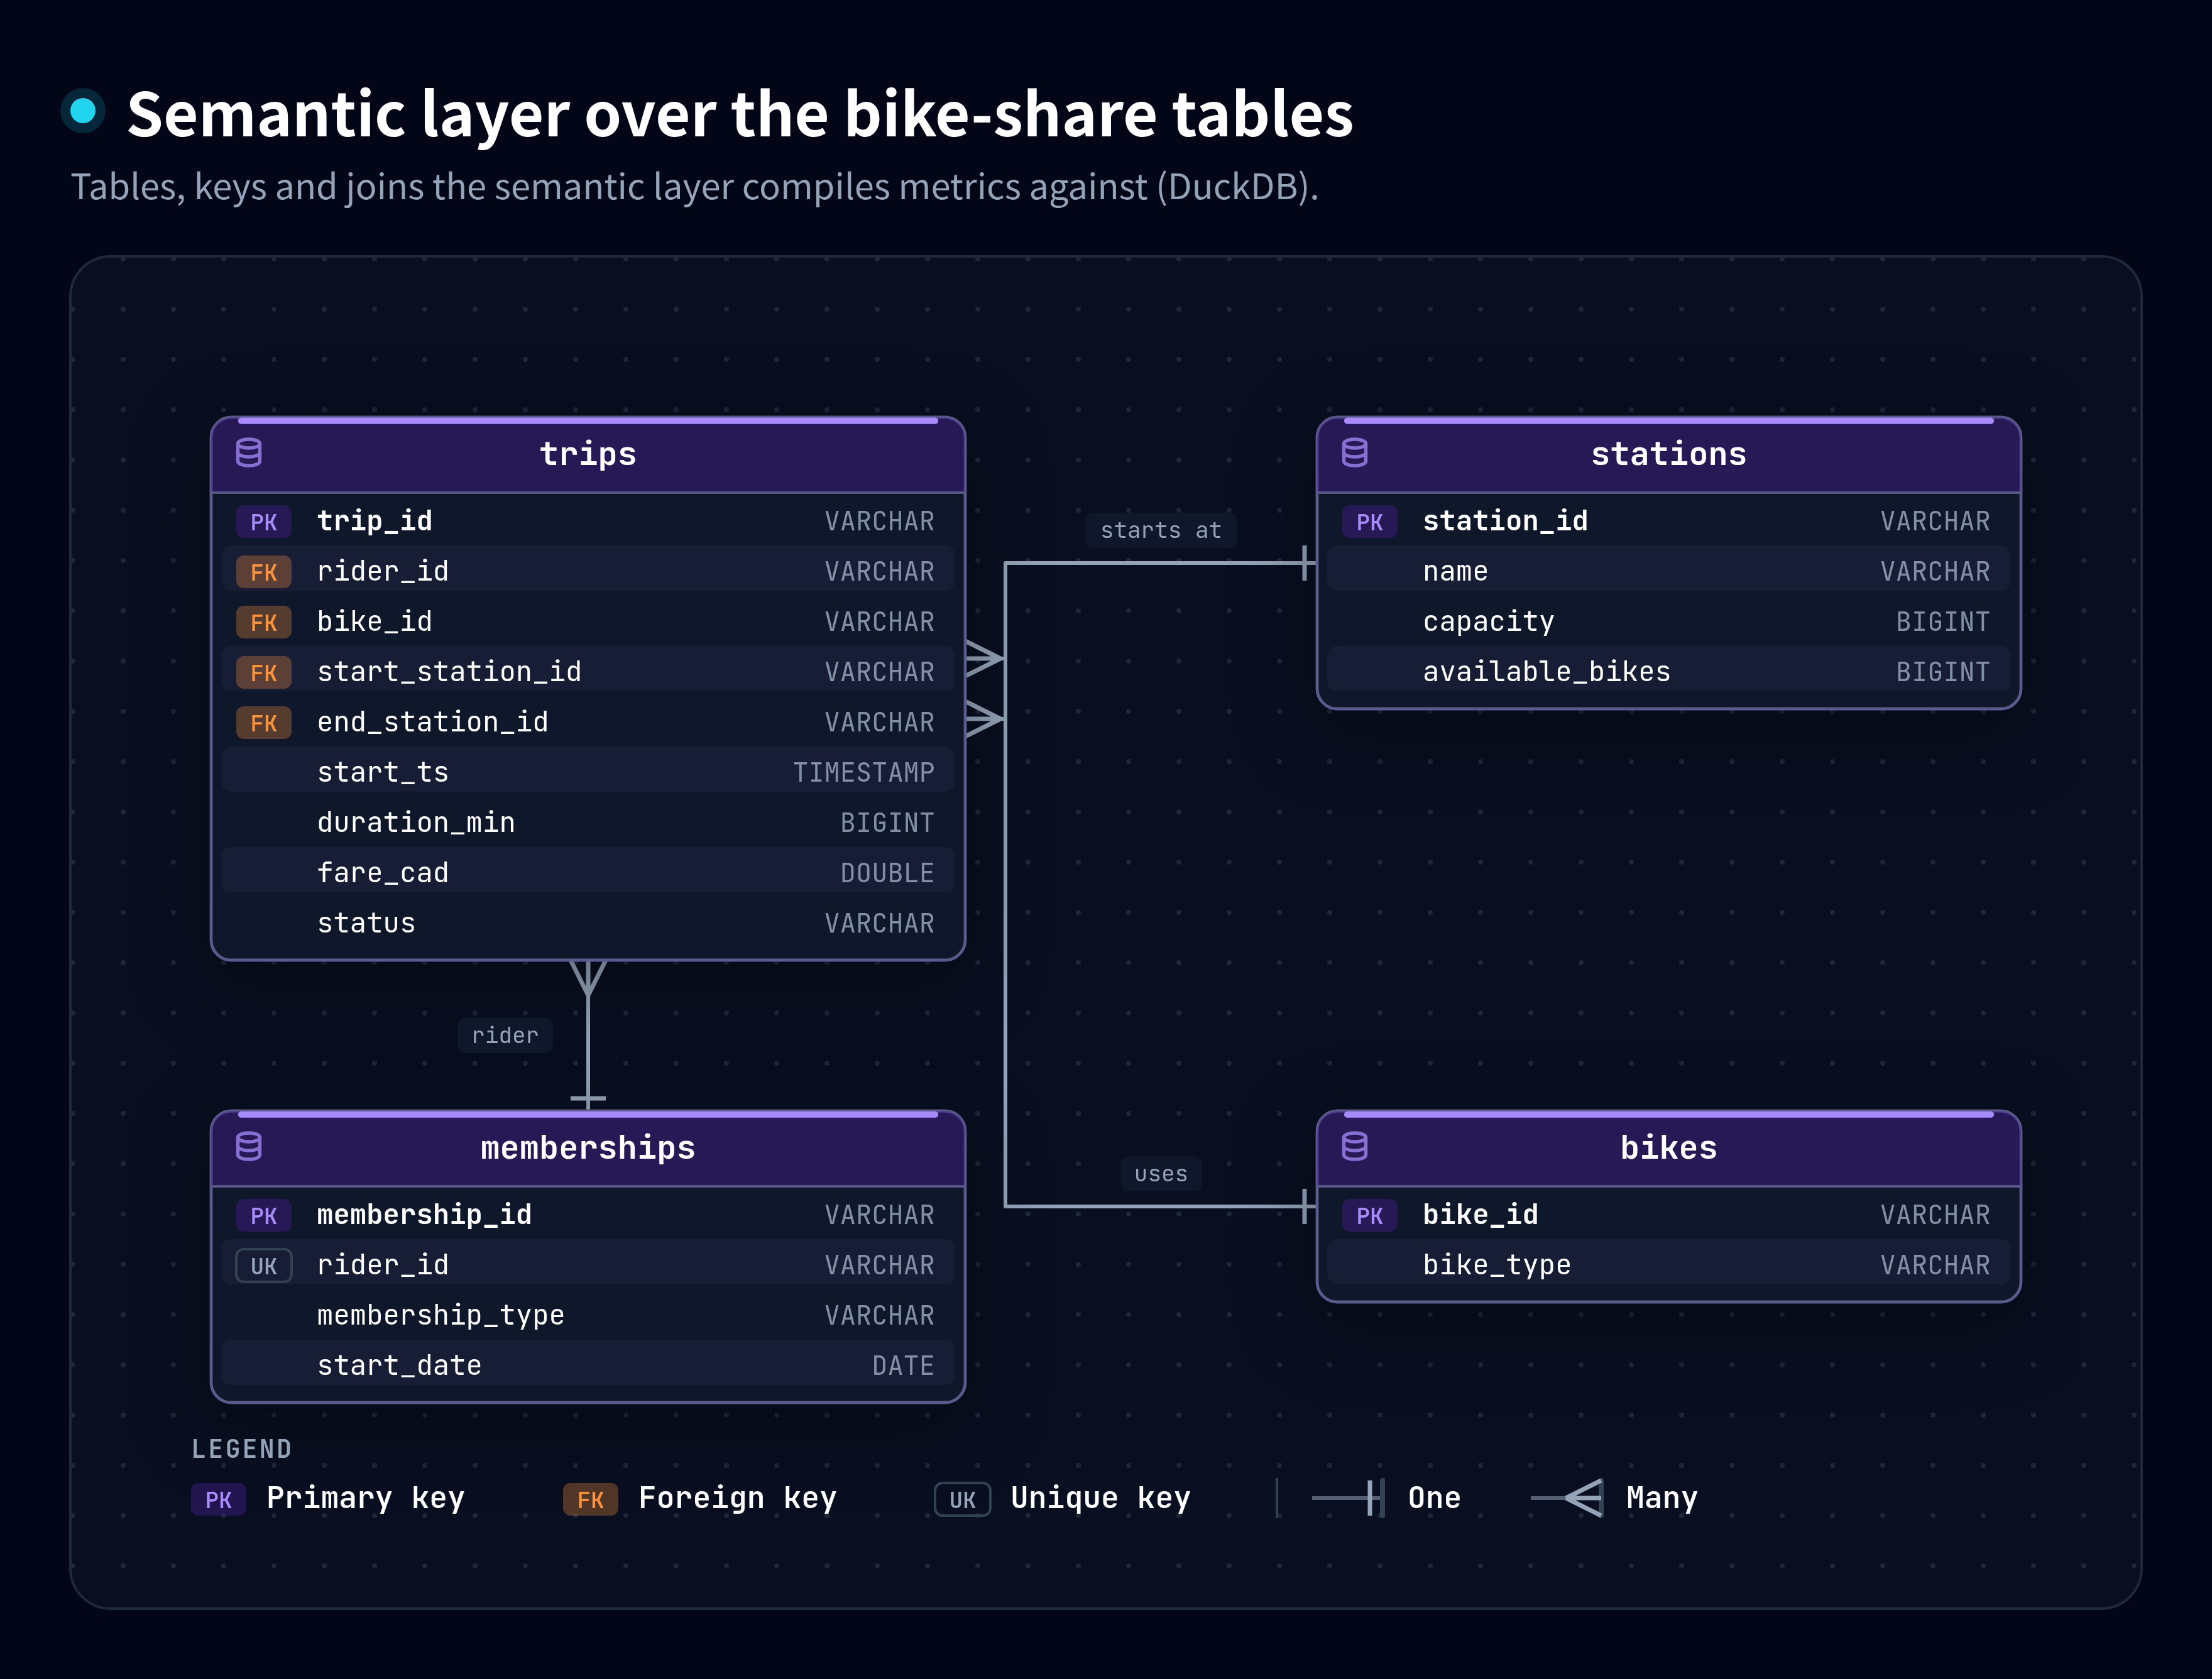 Semantic layer over the bike-share tables
Tables, keys and joins the semantic layer compiles metrics against (DuckDB).
trips
PK trip_id VARCHAR
FK rider_id VARCHAR
FK bike_id VARCHAR
FK start_station_id VARCHAR
FK end_station_id VARCHAR
start_ts TIMESTAMP
duration_min BIGINT
fare_cad DOUBLE
status VARCHAR
starts at
stations
PK station_id VARCHAR
name VARCHAR
capacity BIGINT
available_bikes BIGINT
rider
memberships
PK membership_id VARCHAR
UK rider_id VARCHAR
membership_type VARCHAR
start_date DATE
uses
bikes
PK bike_id VARCHAR
bike_type VARCHAR
LEGEND
PK Primary key FK Foreign key UK Unique key One Many